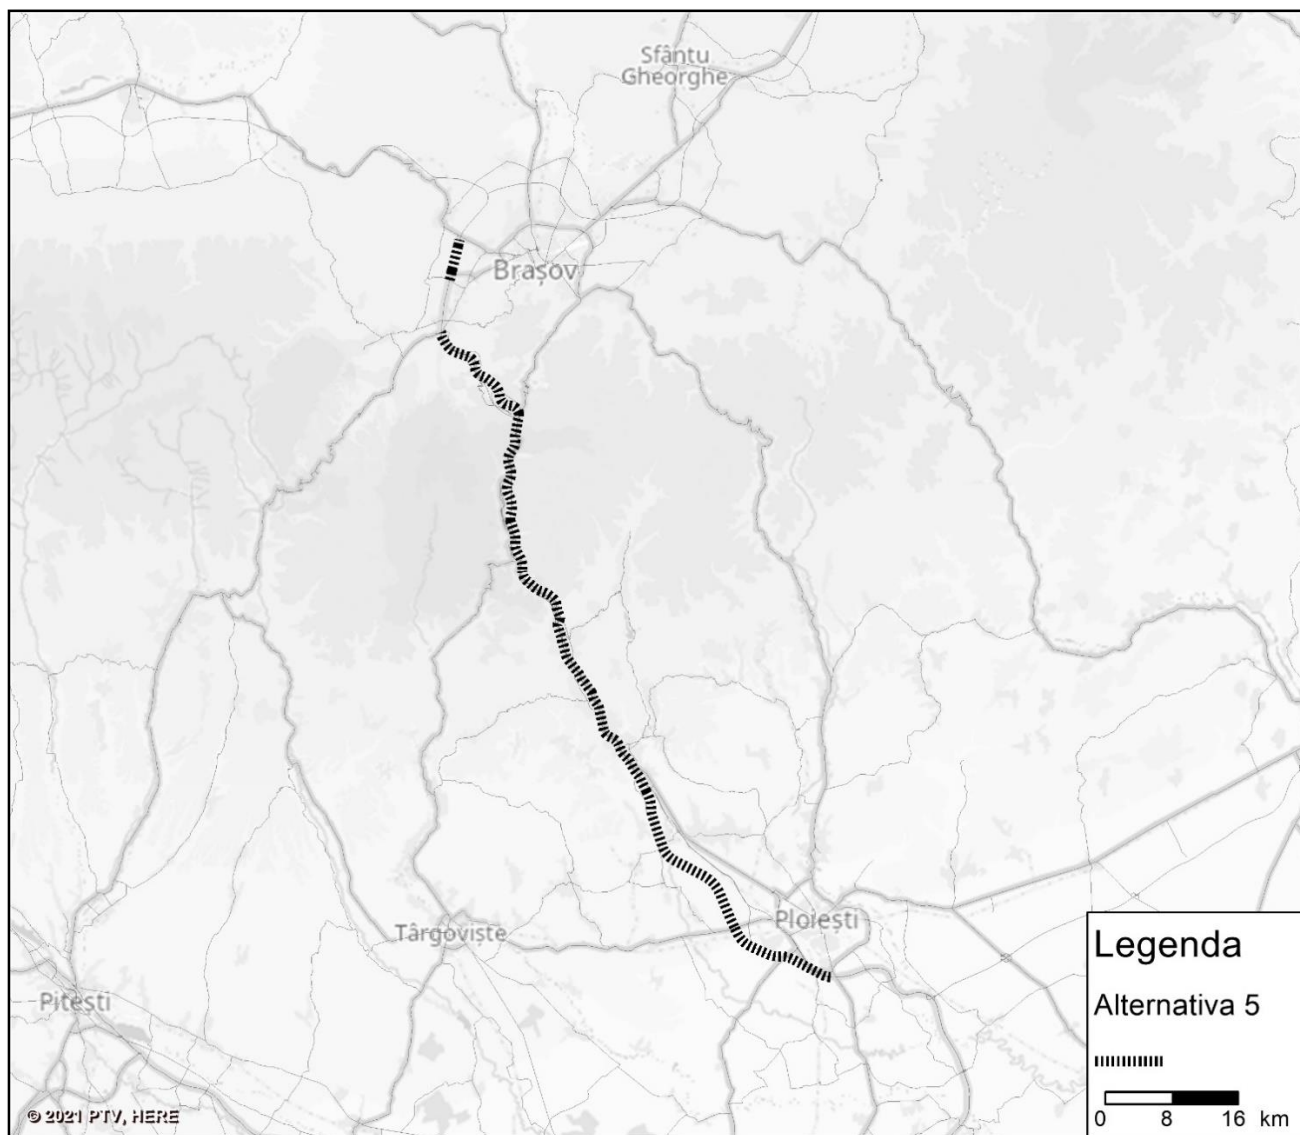 Sfântu
Gheorghe
Brașov
Ploiești
Târgoviște
Pitești
Legenda
Alternativa 5
0 8 16 km
© 2021 PTV, HERE